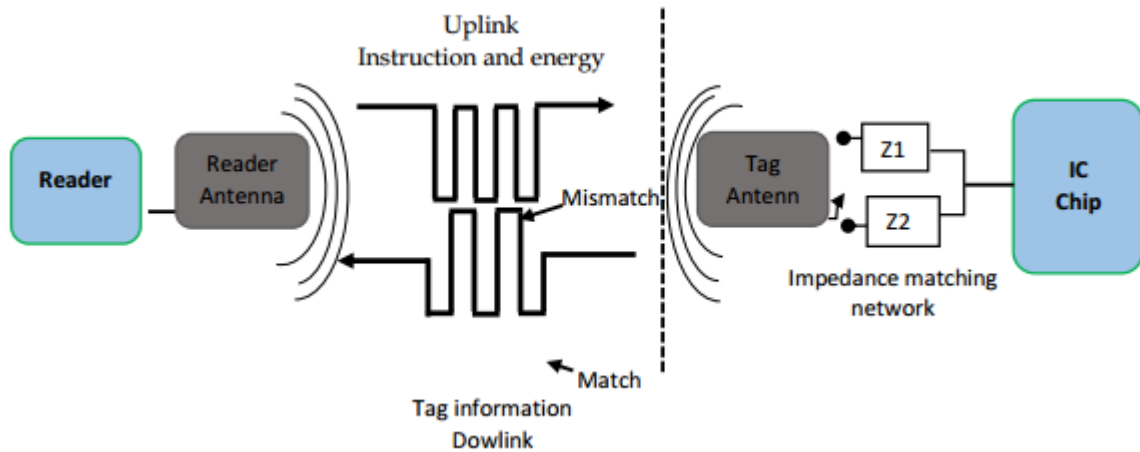 Uplink
Instruction and energy
Reader
Reader
Antenna
Mismatch
Tag
Antenn
Z1
Z2
IC
Chip
Impedance matching
network
Match
Tag information
Dowlink